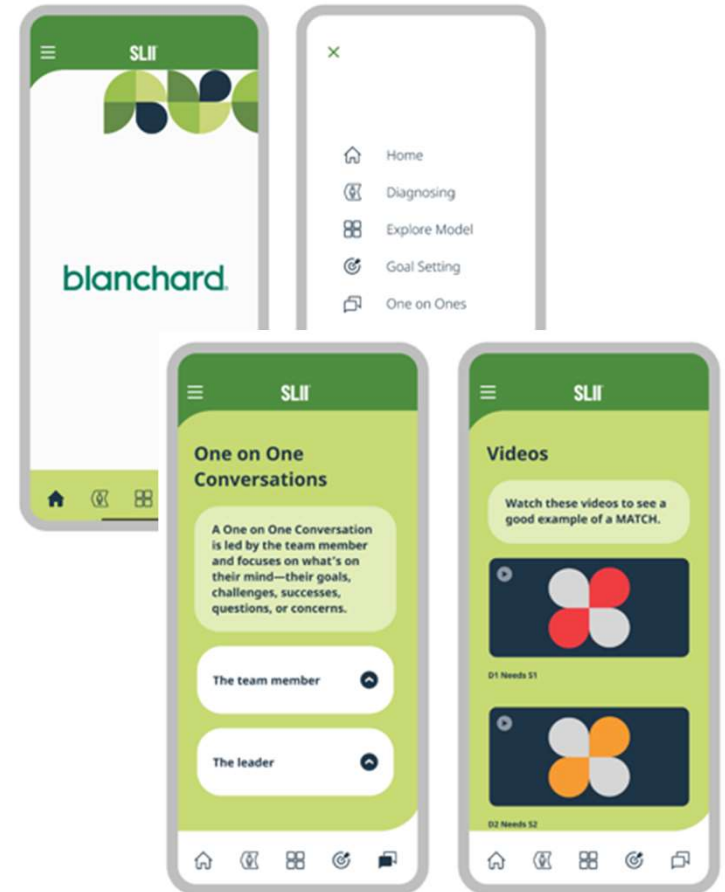 SLII
blanchard.
Home
Diagnosing
Explore Model
Goal Setting
One on Ones
SLII
One on One
Conversations
A One on One Conversation
is led by the team member
and focuses on what's on
their mind—their goals,
challenges, successes,
questions, or concerns.
The team member
The leader
SLII
Videos
Watch these videos to see a
good example of a MATCH.
D1 Needs S1
D2 Needs S2